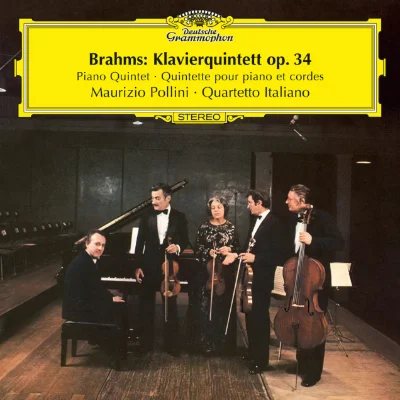 Deutsche
Grammophon
Brahms: Klavierquintett op. 34
Piano Quintet · Quintette pour piano et cordes
Maurizio Pollini · Quartetto Italiano
STEREO